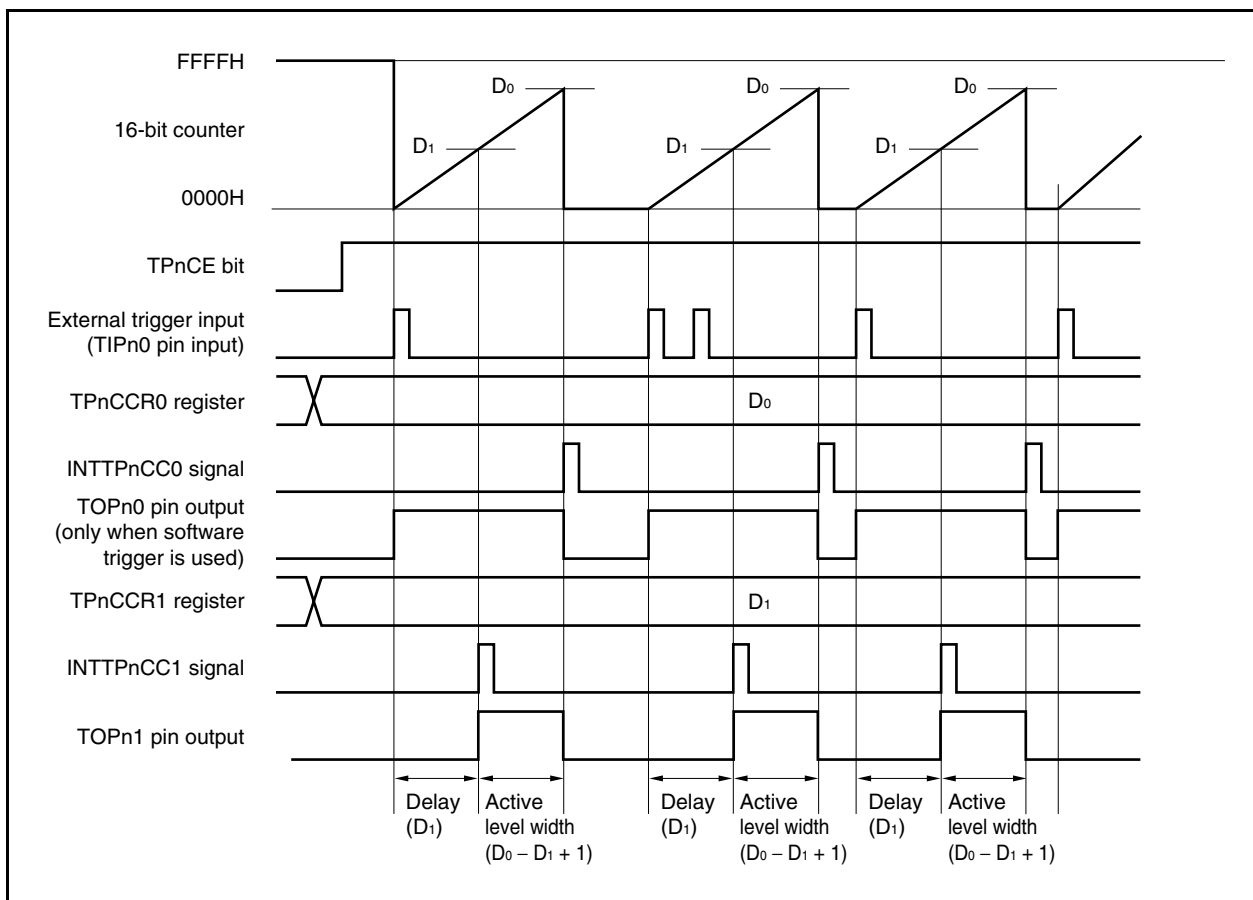 FFFFH
D0
D0
D0
16-bit counter
D1
D1
D1
0000H
TPnCE bit
External trigger input
(TIPn0 pin input)
TPnCCR0 register
D0
INTTPnCC0 signal
TOPn0 pin output
(only when software
trigger is used)
TPnCCR1 register
D1
INTTPnCC1 signal
TOPn1 pin output
Delay
(D1)
Active
level width
(D0 – D1 + 1)
Delay
(D1)
Active
level width
(D0 – D1 + 1)
Delay
(D1)
Active
level width
(D0 – D1 + 1)